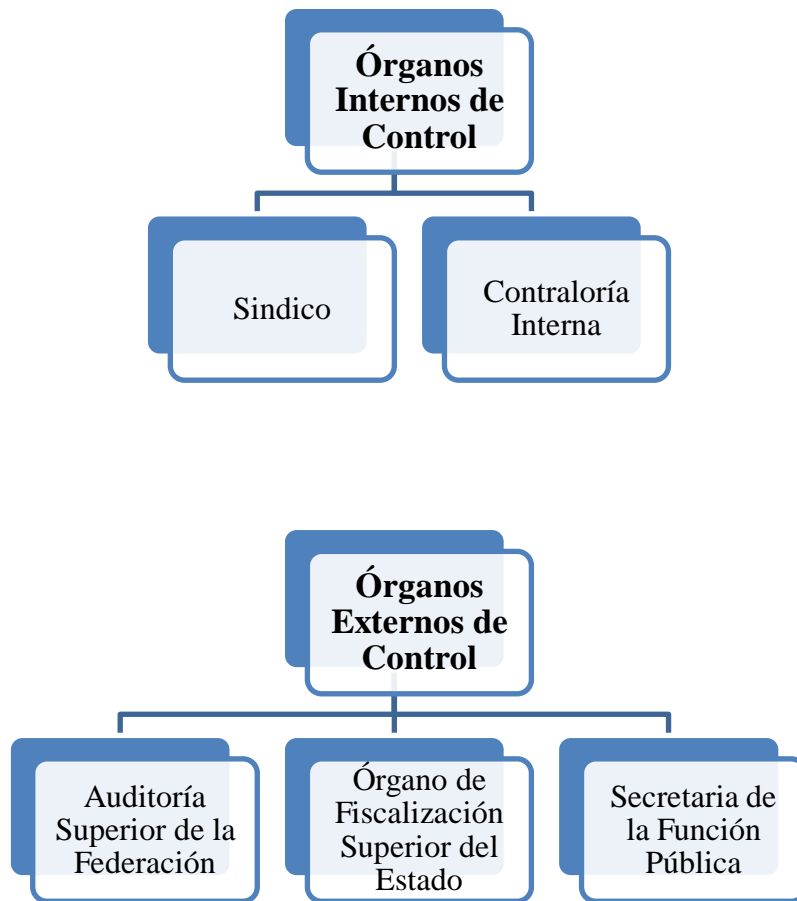 Órganos
Internos de
Control
Sindico
Contraloría
Interna
Órganos
Externos de
Control
Auditoría
Superior de la
Federación
Órgano de
Fiscalización
Superior del
Estado
Secretaria de
la Función
Pública